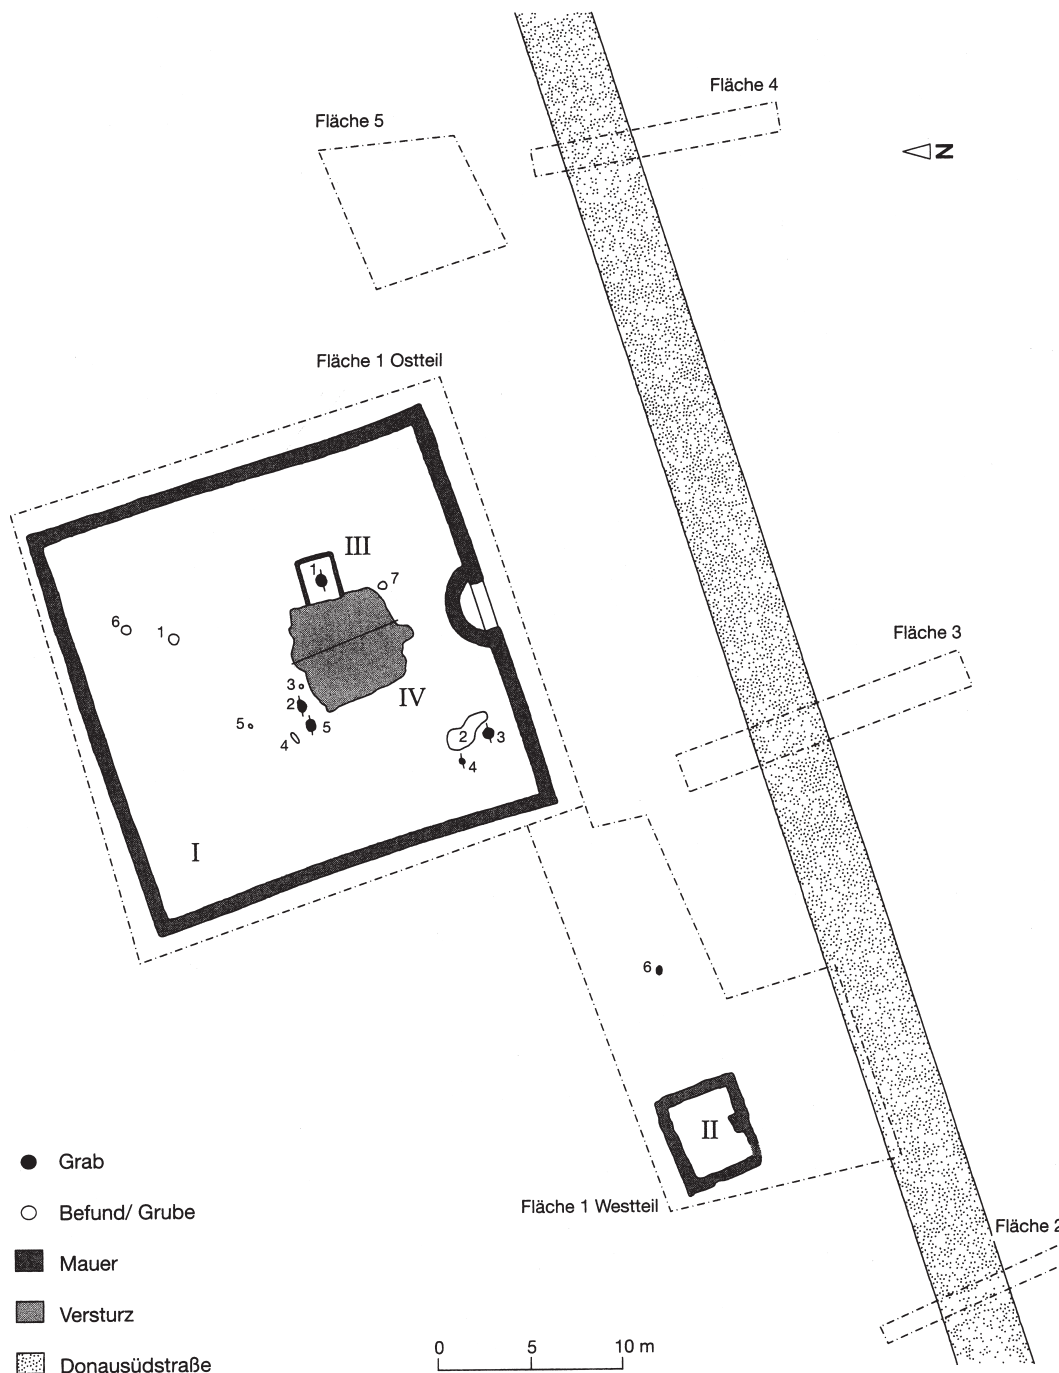 Fläche 4
Fläche 5
N
Fläche 1 Ostteil
III
1
7
6
1
Fläche 3
3
IV
2
5
5
4
2
3
4
I
6
II
Grab
Fläche 1 Westteil
Befund/ Grube
Fläche 2
Mauer
Versturz
0 5 10 m
Donausüdstraße